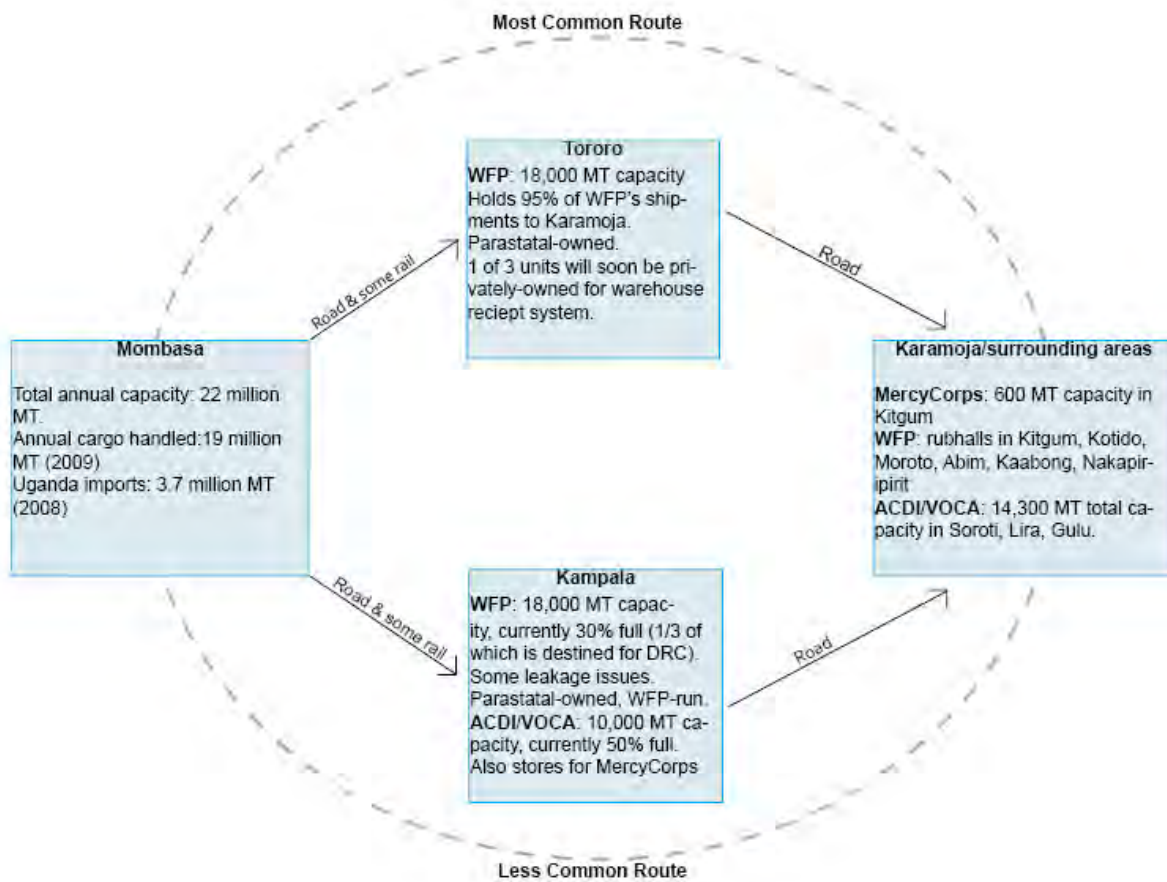 Most Common Route
Tororo
WFP: 18,000 MT capacity
Holds 95% of WFP's ship-
ments to Karamoja.
Parastatal-owned.
1 of 3 units will soon be pri-
vately-owned for warehouse
reciept system.
Road & some rail
Road
Mombasa
Total annual capacity: 22 million
MT.
Annual cargo handled:19 million
MT (2009)
Uganda imports: 3.7 million MT
(2008)
Karamoja/surrounding areas
MercyCorps: 600 MT capacity in
Kitgum
WFP: rubhalls in Kitgum, Kotido,
Moroto, Abim, Kaabong, Nakapir-
ipirit
ACDI/VOCA: 14,300 MT total ca-
pacity in Soroti, Lira, Gulu.
Road & some rail
Road
Kampala
WFP: 18,000 MT capac-
ity, currently 30% full (1/3 of
which is destined for DRC).
Some leakage issues.
Parastatal-owned, WFP-run.
ACDI/VOCA: 10,000 MT ca-
pacity, currently 50% full.
Also stores for MercyCorps
Less Common Route